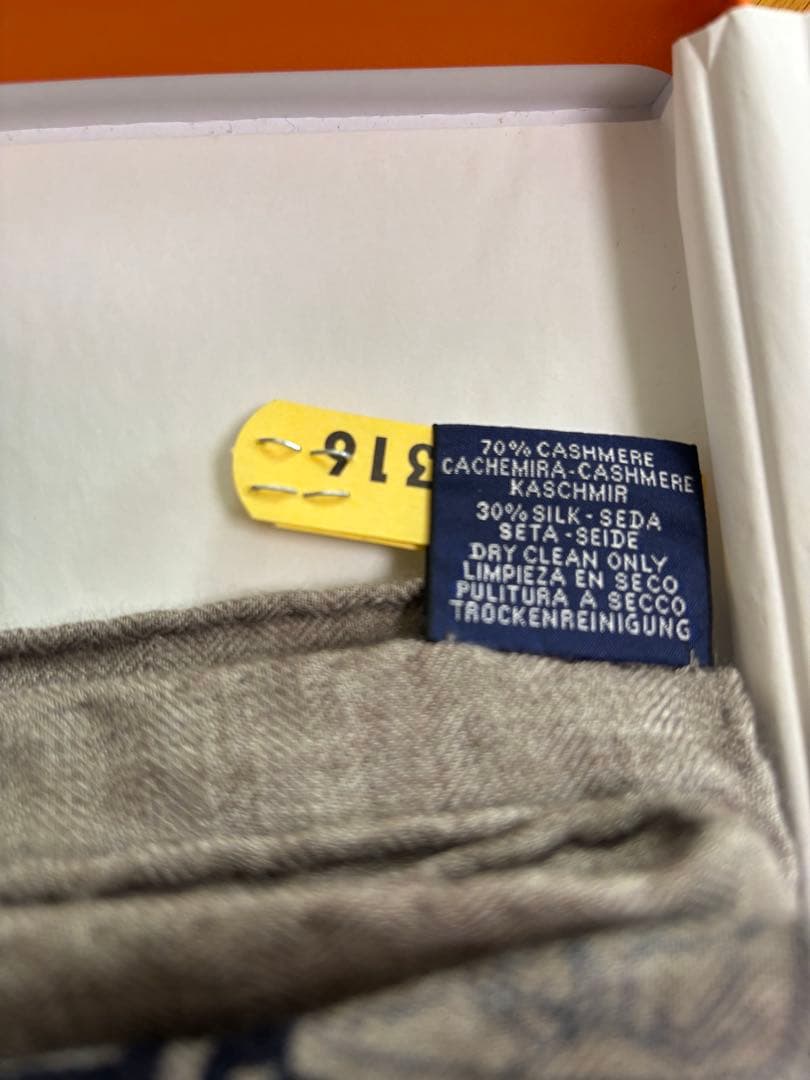 316
70% CASHMERE
CACHEMIRA-CASHMERE
KASCHMIR
30% SILK - SEDA
SETA - SEIDE
DRY CLEAN ONLY
LIMPIEZA EN SECO
PULITURA A SECCO
TROCKENREINIGUNG